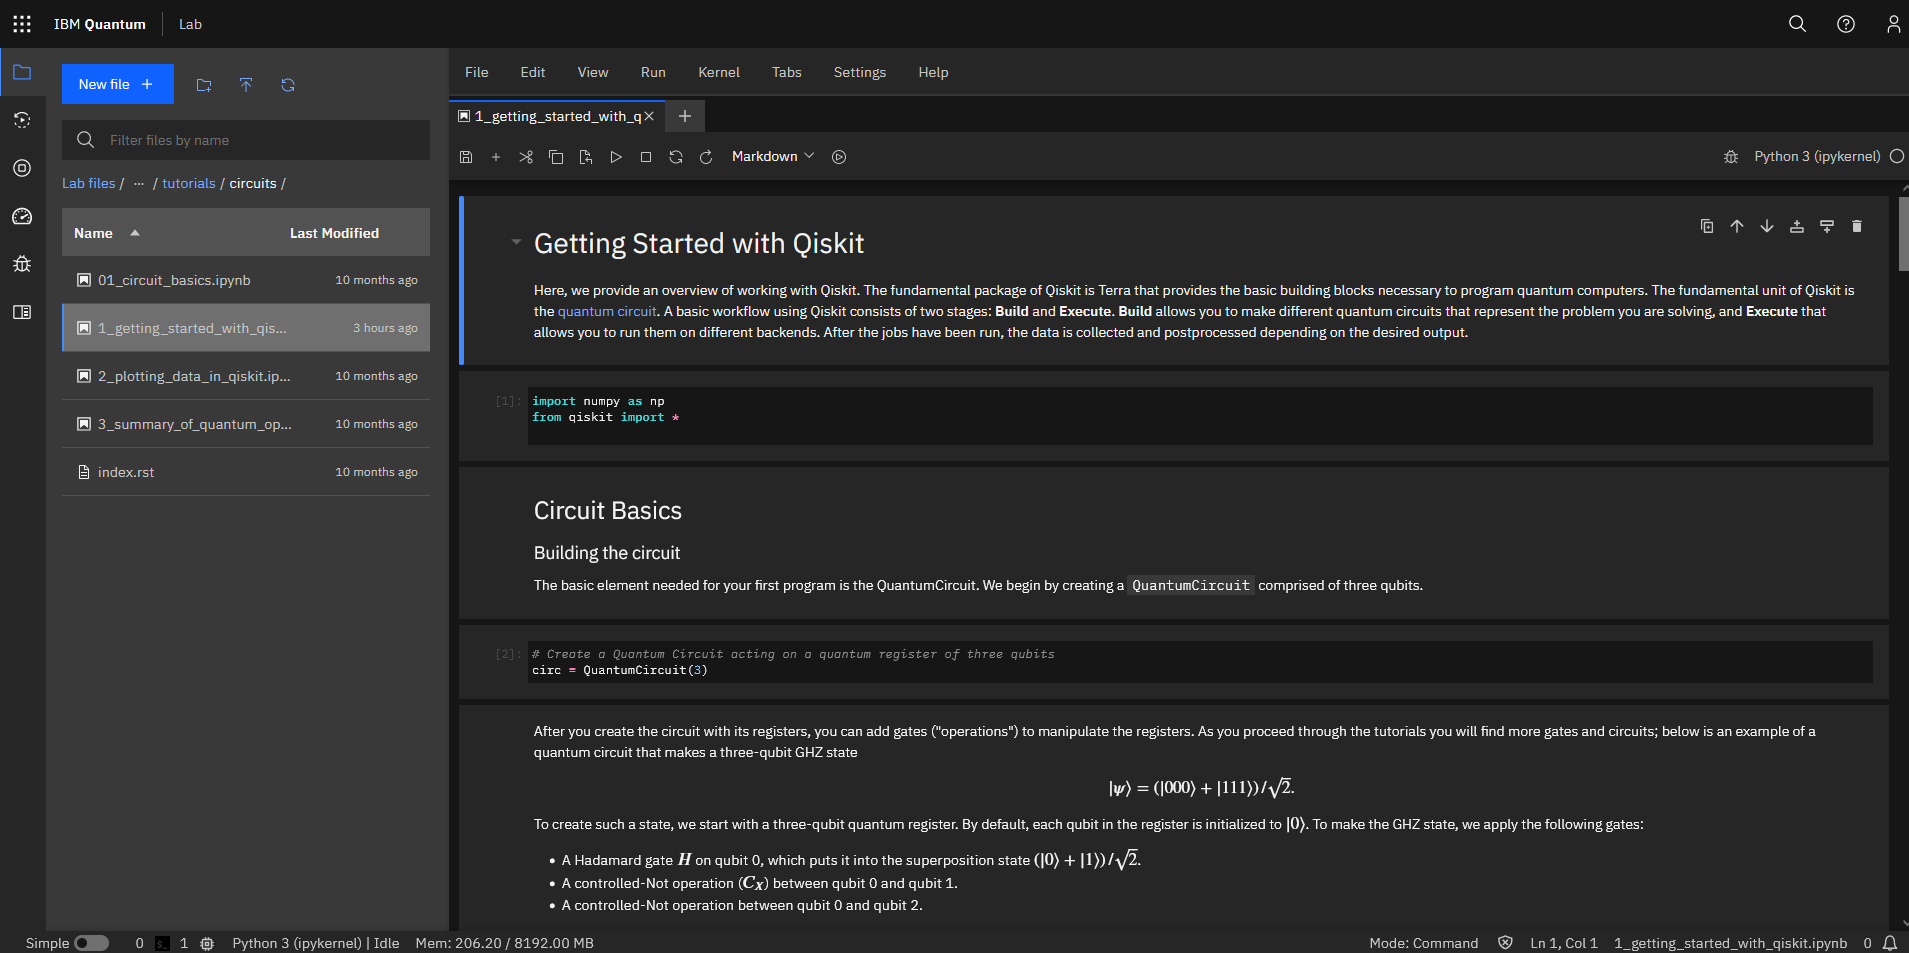 IBM Quantum Lab
New file +
Filter files by name
Lab files / ... / tutorials / circuits /
Name Last Modified
01_circuit_basics.ipynb 10 months ago
1_getting_started_with_qis... 3 hours ago
2_plotting_data_in_qiskit.ip... 10 months ago
3_summary_of_quantum_op... 10 months ago
index.rst 10 months ago
File Edit View Run Kernel Tabs Settings Help
1_getting_started_with_q
Markdown Python 3 (ipykernel)
Getting Started with Qiskit
Here, we provide an overview of working with Qiskit. The fundamental package of Qiskit is Terra that provides the basic building blocks necessary to program quantum computers. The fundamental unit of Qiskit is
the quantum circuit. A basic workflow using Qiskit consists of two stages: Build and Execute. Build allows you to make different quantum circuits that represent the problem you are solving, and Execute that
allows you to run them on different backends. After the jobs have been run, the data is collected and postprocessed depending on the desired output.
[1]: import numpy as np
from qiskit import *
Circuit Basics
Building the circuit
The basic element needed for your first program is the QuantumCircuit. We begin by creating a QuantumCircuit comprised of three qubits.
[2]: # Create a Quantum Circuit acting on a quantum register of three qubits
circ = QuantumCircuit(3)
After you create the circuit with its registers, you can add gates ("operations") to manipulate the registers. As you proceed through the tutorials you will find more gates and circuits; below is an example of a
quantum circuit that makes a three-qubit GHZ state
|ψ⟩ = (|000⟩ + |111⟩)/√2.
To create such a state, we start with a three-qubit quantum register. By default, each qubit in the register is initialized to |0⟩. To make the GHZ state, we apply the following gates:
• A Hadamard gate H on qubit 0, which puts it into the superposition state (|0⟩ + |1⟩)/√2.
• A controlled-Not operation (C_X) between qubit 0 and qubit 1.
• A controlled-Not operation between qubit 0 and qubit 2.
Simple 0 1 Python 3 (ipykernel) | Idle Mem: 206.20 / 8192.00 MB Mode: Command Ln 1, Col 1 1_getting_started_with_qiskit.ipynb 0